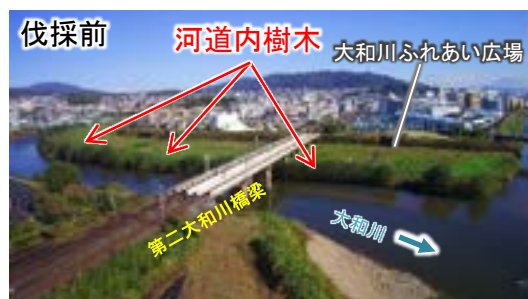 伐採前
河道内樹木
大和川ふれあい広場
第二大和川橋梁
大和川